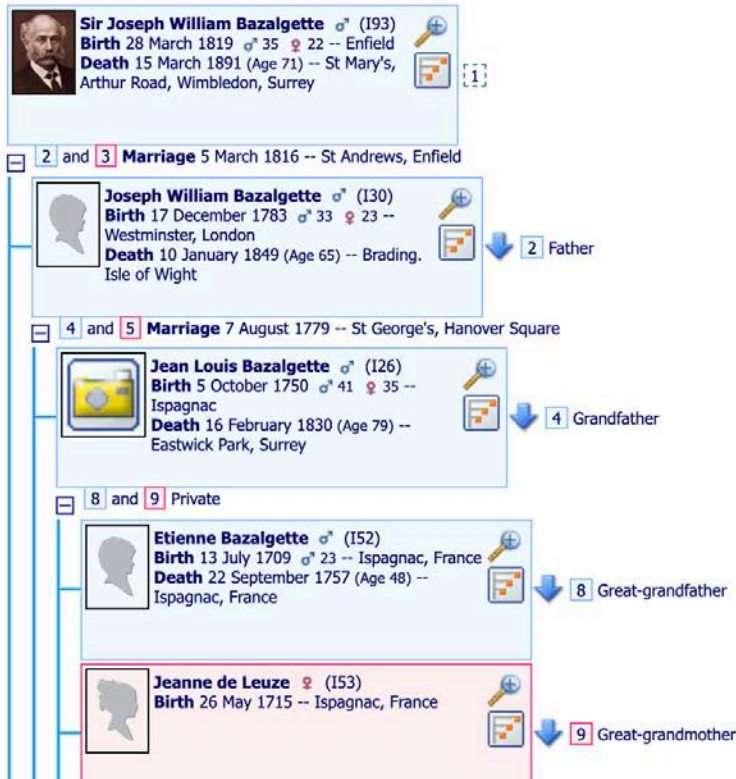 Sir Joseph William Bazalgette ♂ (I93)
Birth 28 March 1819 ♂ 35 ♀ 22 -- Enfield
Death 15 March 1891 (Age 71) -- St Mary's,
Arthur Road, Wimbledon, Surrey
1
2 and 3 Marriage 5 March 1816 -- St Andrews, Enfield
Joseph William Bazalgette ♂ (I30)
Birth 17 December 1783 ♂ 33 ♀ 23 --
Westminster, London
Death 10 January 1849 (Age 65) -- Brading.
Isle of Wight
2 Father
4 and 5 Marriage 7 August 1779 -- St George's, Hanover Square
Jean Louis Bazalgette ♂ (I26)
Birth 5 October 1750 ♂ 41 ♀ 35 --
Ispagnac
Death 16 February 1830 (Age 79) --
Eastwick Park, Surrey
4 Grandfather
8 and 9 Private
Etienne Bazalgette ♂ (I52)
Birth 13 July 1709 ♂ 23 -- Ispagnac, France
Death 22 September 1757 (Age 48) --
Ispagnac, France
8 Great-grandfather
Jeanne de Leuze ♀ (I53)
Birth 26 May 1715 -- Ispagnac, France
9 Great-grandmother